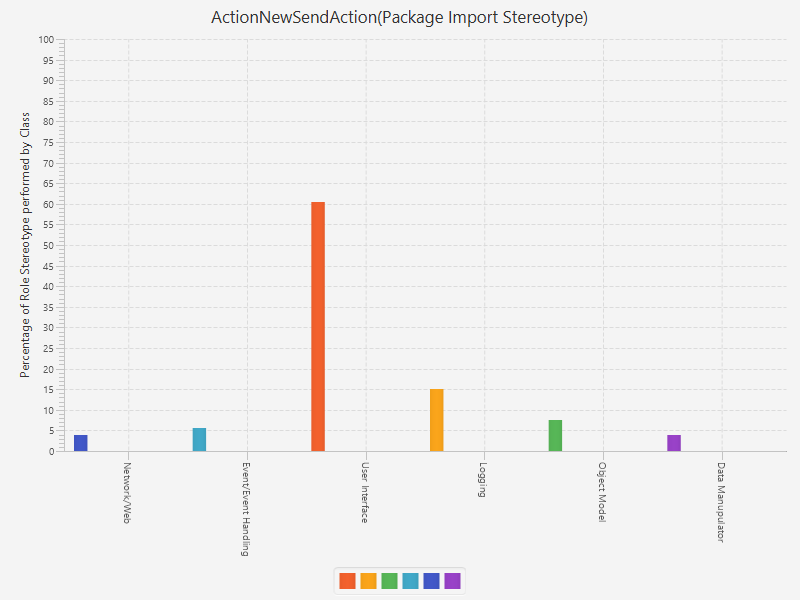 ActionNewSendAction(Package Import Stereotype)
Percentage of Role Stereotype performed by Class
100
95
90
85
80
75
70
65
60
55
50
45
40
35
30
25
20
15
10
5
0
Network/Web
Event/Event Handling
User Interface
Logging
Object Model
Data Manupulator